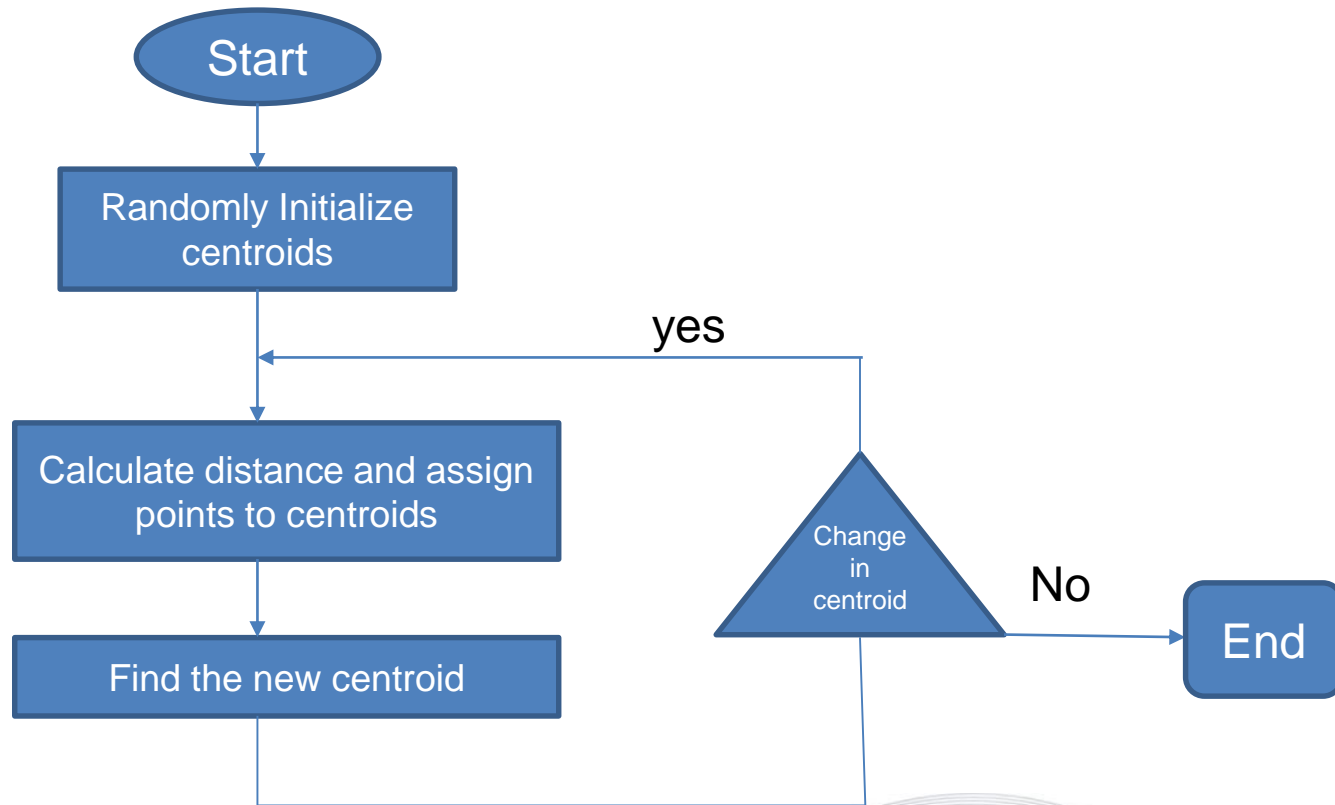 Start
Randomly Initialize
centroids
yes
Calculate distance and assign
points to centroids
Change
in
centroid
No
End
Find the new centroid